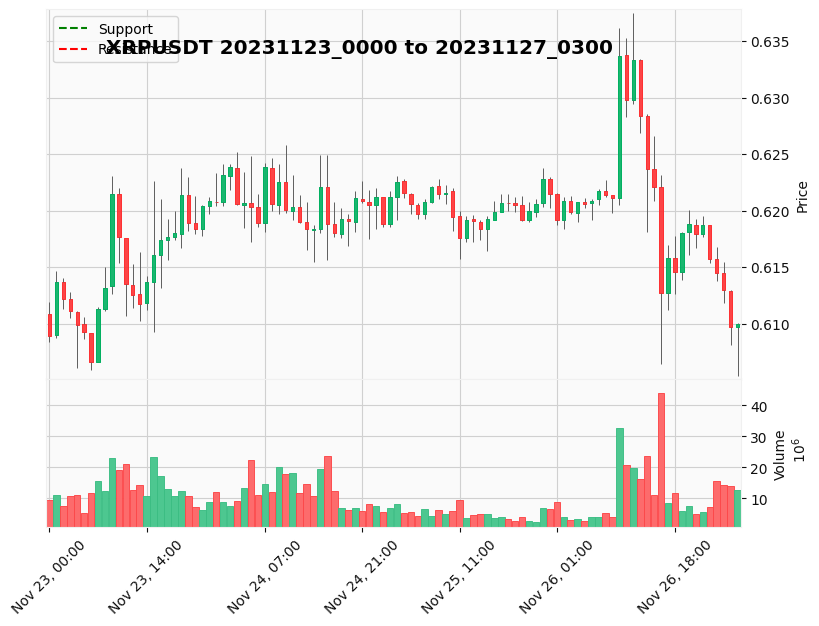 Support
Resistance
XRPUSDT 20231123_0000 to 20231127_0300
0.635
0.630
0.625
0.620
0.615
0.610
Price
40
30
20
10
Volume
10^6
Nov 23, 00:00
Nov 23, 14:00
Nov 24, 07:00
Nov 24, 21:00
Nov 25, 11:00
Nov 26, 01:00
Nov 26, 18:00